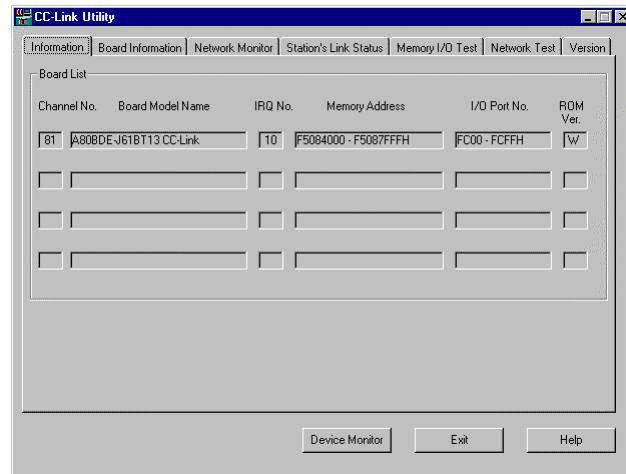 CC-Link Utility
Information Board Information Network Monitor Station's Link Status Memory I/O Test Network Test Version
Board List
Channel No. Board Model Name IRQ No. Memory Address I/O Port No. ROM Ver.
81 A80BDE-J61BT13 CC-Link 10 F5084000 - F5087FFFH FC00 - FCFFH W
Device Monitor Exit Help